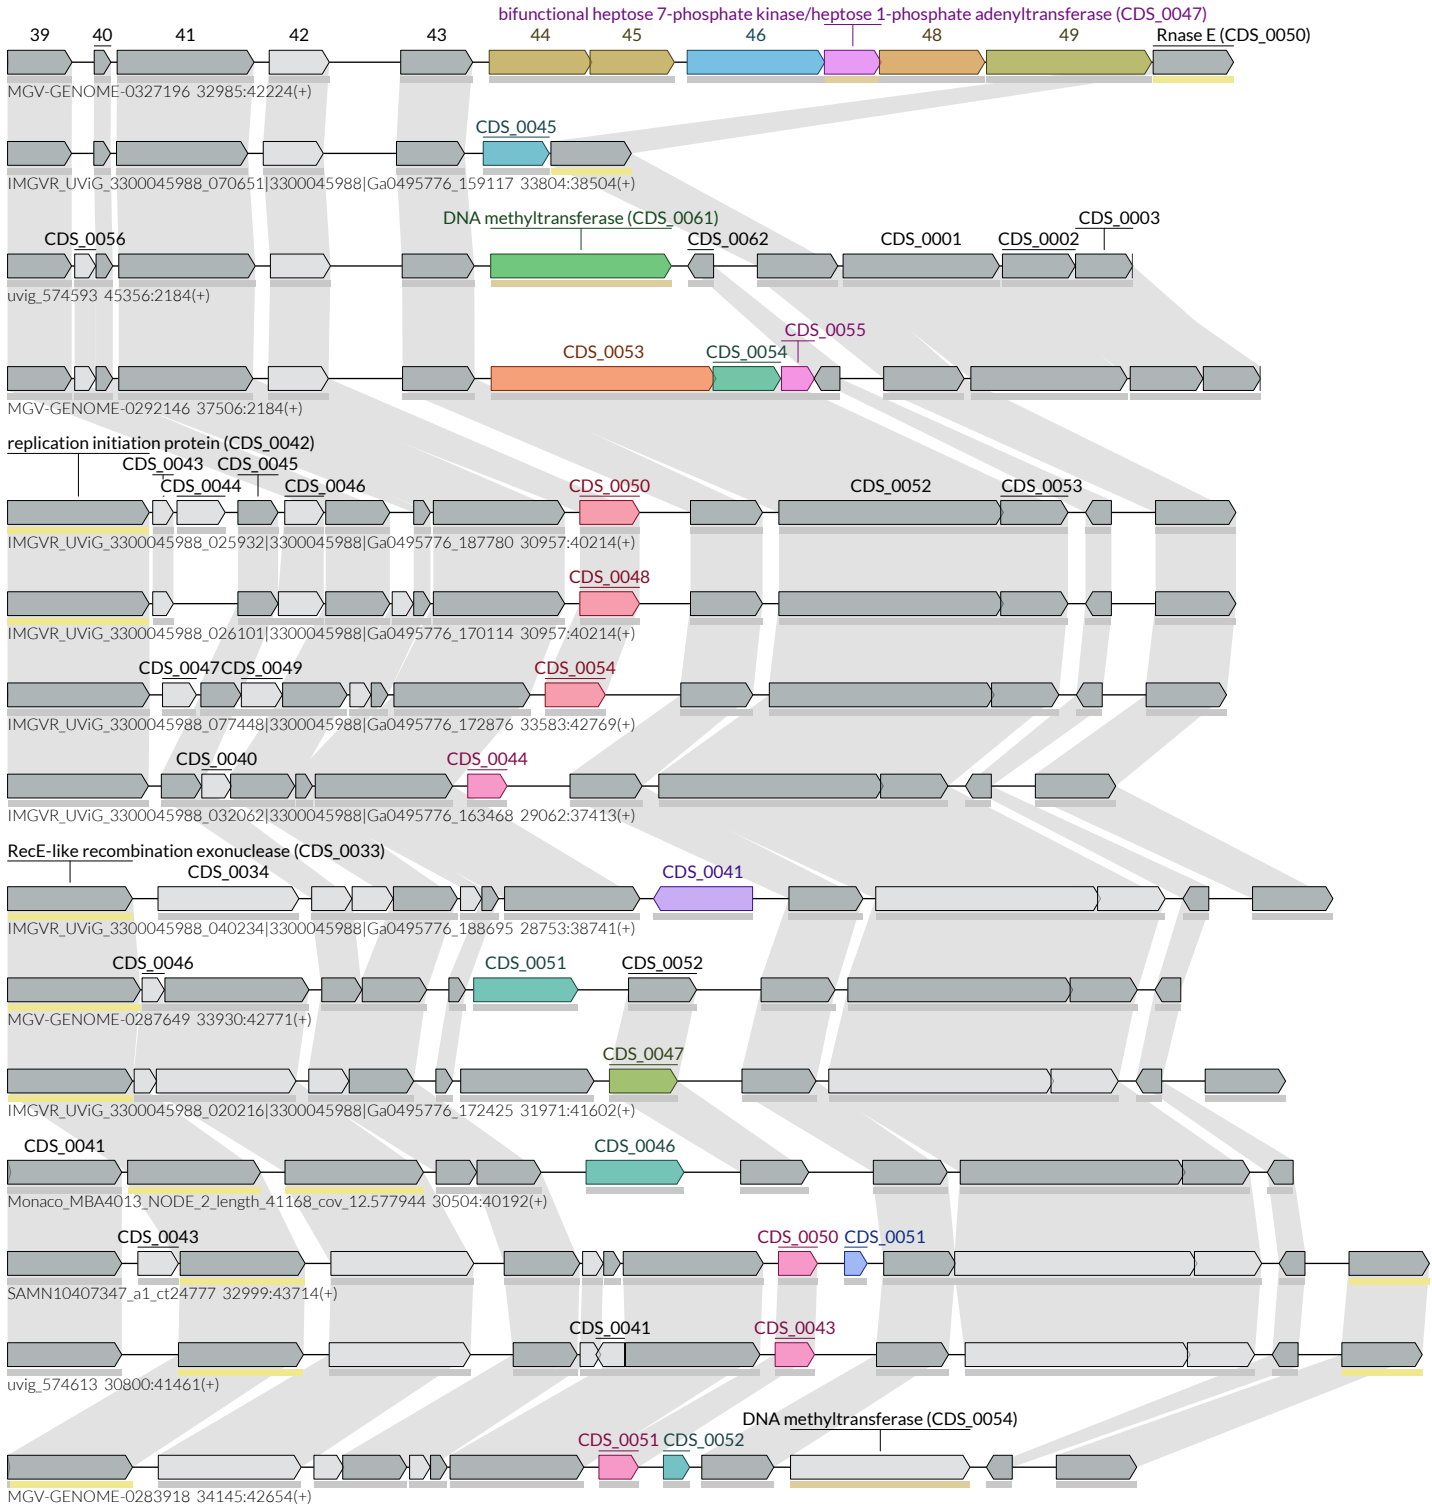 bifunctional heptose 7-phosphate kinase/heptose 1-phosphate adenyltransferase (CDS_0047)
39 40 41 42 43 44 45 46 48 49 Rnase E (CDS_0050)
MGV-GENOME-0327196 32985:42224(+)
CDS_0045
IMGVR_UViG_3300045988_070651|3300045988|Ga0495776_159117 33804:38504(+)
DNA methyltransferase (CDS_0061) CDS_0003
CDS_0056 CDS_0062 CDS_0001 CDS_0002
uvig_574593 45356:2184(+)
CDS_0055
CDS_0053 CDS_0054
MGV-GENOME-0292146 37506:2184(+)
replication initiation protein (CDS_0042)
CDS_0043 CDS_0045
CDS_0044 CDS_0046 CDS_0050 CDS_0052 CDS_0053
IMGVR_UViG_3300045988_025932|3300045988|Ga0495776_187780 30957:40214(+)
CDS_0048
IMGVR_UViG_3300045988_026101|3300045988|Ga0495776_170114 30957:40214(+)
CDS_0047 CDS_0049 CDS_0054
IMGVR_UViG_3300045988_077448|3300045988|Ga0495776_172876 33583:42769(+)
CDS_0040 CDS_0044
IMGVR_UViG_3300045988_032062|3300045988|Ga0495776_163468 29062:37413(+)
RecE-like recombination exonuclease (CDS_0033)
CDS_0034 CDS_0041
IMGVR_UViG_3300045988_040234|3300045988|Ga0495776_188695 28753:38741(+)
CDS_0046 CDS_0051 CDS_0052
MGV-GENOME-0287649 33930:42771(+)
CDS_0047
IMGVR_UViG_3300045988_020216|3300045988|Ga0495776_172425 31971:41602(+)
CDS_0041 CDS_0046
Monaco_MBA4013_NODE_2_length_41168_cov_12.577944 30504:40192(+)
CDS_0043 CDS_0050 CDS_0051
SAMN10407347_a1_ct24777 32999:43714(+)
CDS_0041 CDS_0043
uvig_574613 30800:41461(+)
DNA methyltransferase (CDS_0054)
CDS_0051 CDS_0052
MGV-GENOME-0283918 34145:42654(+)